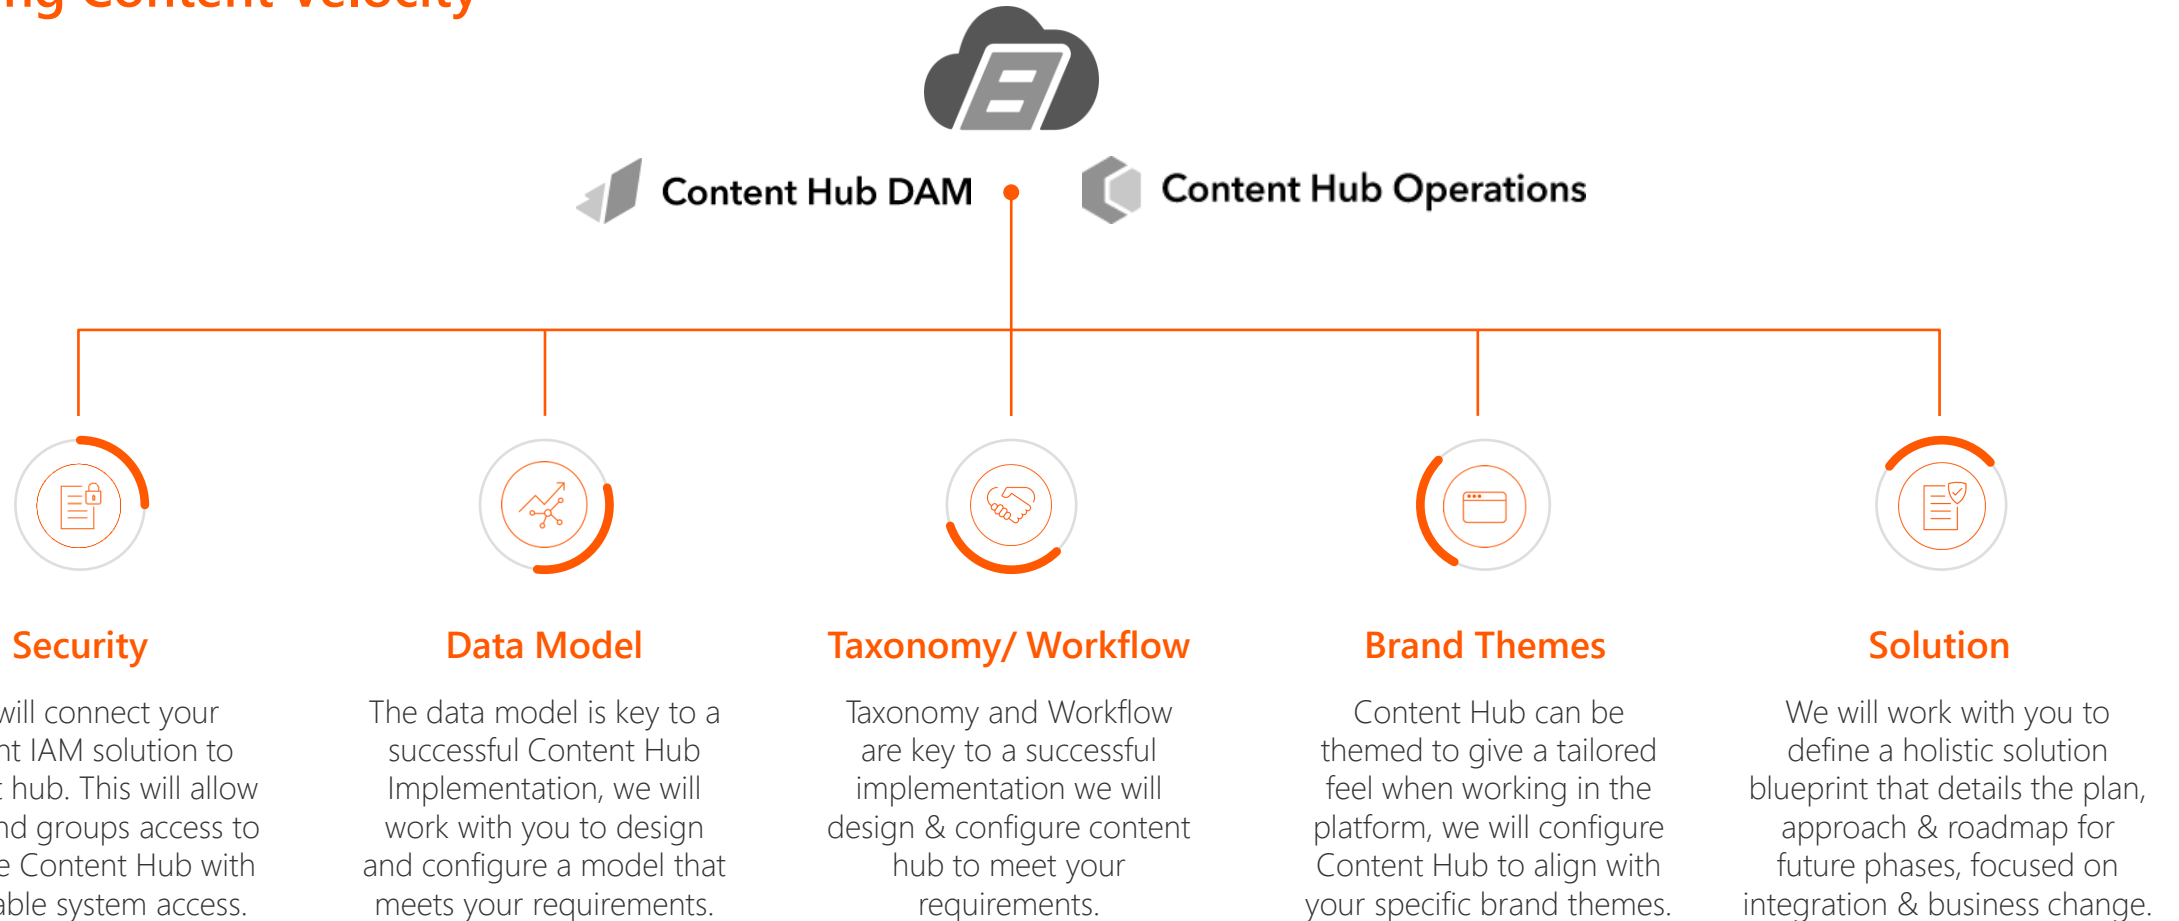 Content Velocity
Content Hub DAM
Content Hub Operations
Security
will connect your
IAM solution to
hub. This will allow
groups access to
Content Hub with
system access.
Data Model
The data model is key to a
successful Content Hub
Implementation, we will
work with you to design
and configure a model that
meets your requirements.
Taxonomy/ Workflow
Taxonomy and Workflow
are key to a successful
implementation we will
design & configure content
hub to meet your
requirements.
Brand Themes
Content Hub can be
themed to give a tailored
feel when working in the
platform, we will configure
Content Hub to align with
your specific brand themes.
Solution
We will work with you to
define a holistic solution
blueprint that details the plan,
approach & roadmap for
future phases, focused on
integration & business change.